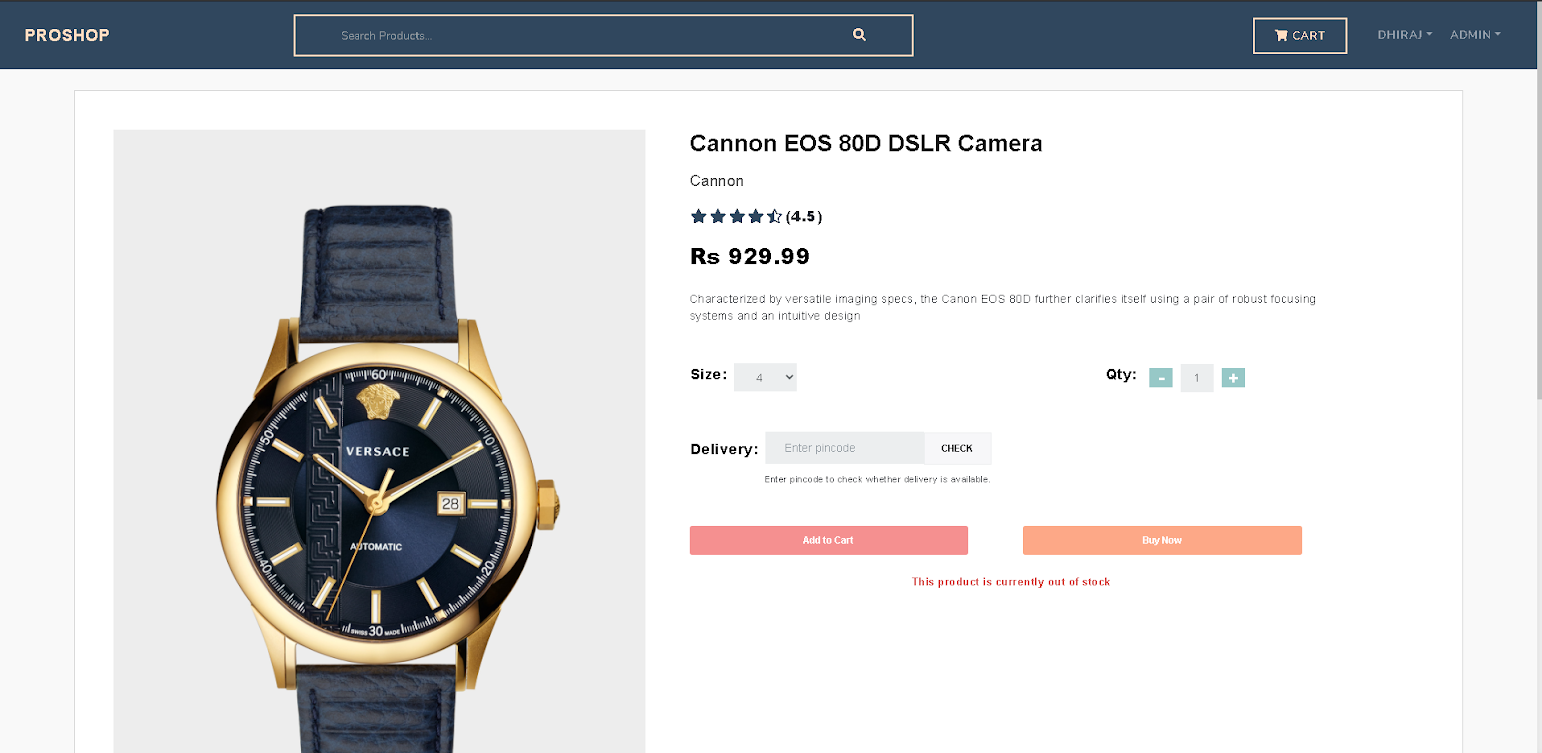 PROSHOP
Search Products...
CART
DHIRAJ
ADMIN
Cannon EOS 80D DSLR Camera
Cannon
(4.5)
Rs 929.99
Characterized by versatile imaging specs, the Canon EOS 80D further clarifies itself using a pair of robust focusing
systems and an intuitive design
Size: 4
Qty: - 1 +
Delivery: Enter pincode CHECK
Enter pincode to check whether delivery is available.
Add to Cart
Buy Now
This product is currently out of stock
60
50
10
VERSACE
28
AUTOMATIC
40
20
SWISS 30 MADE